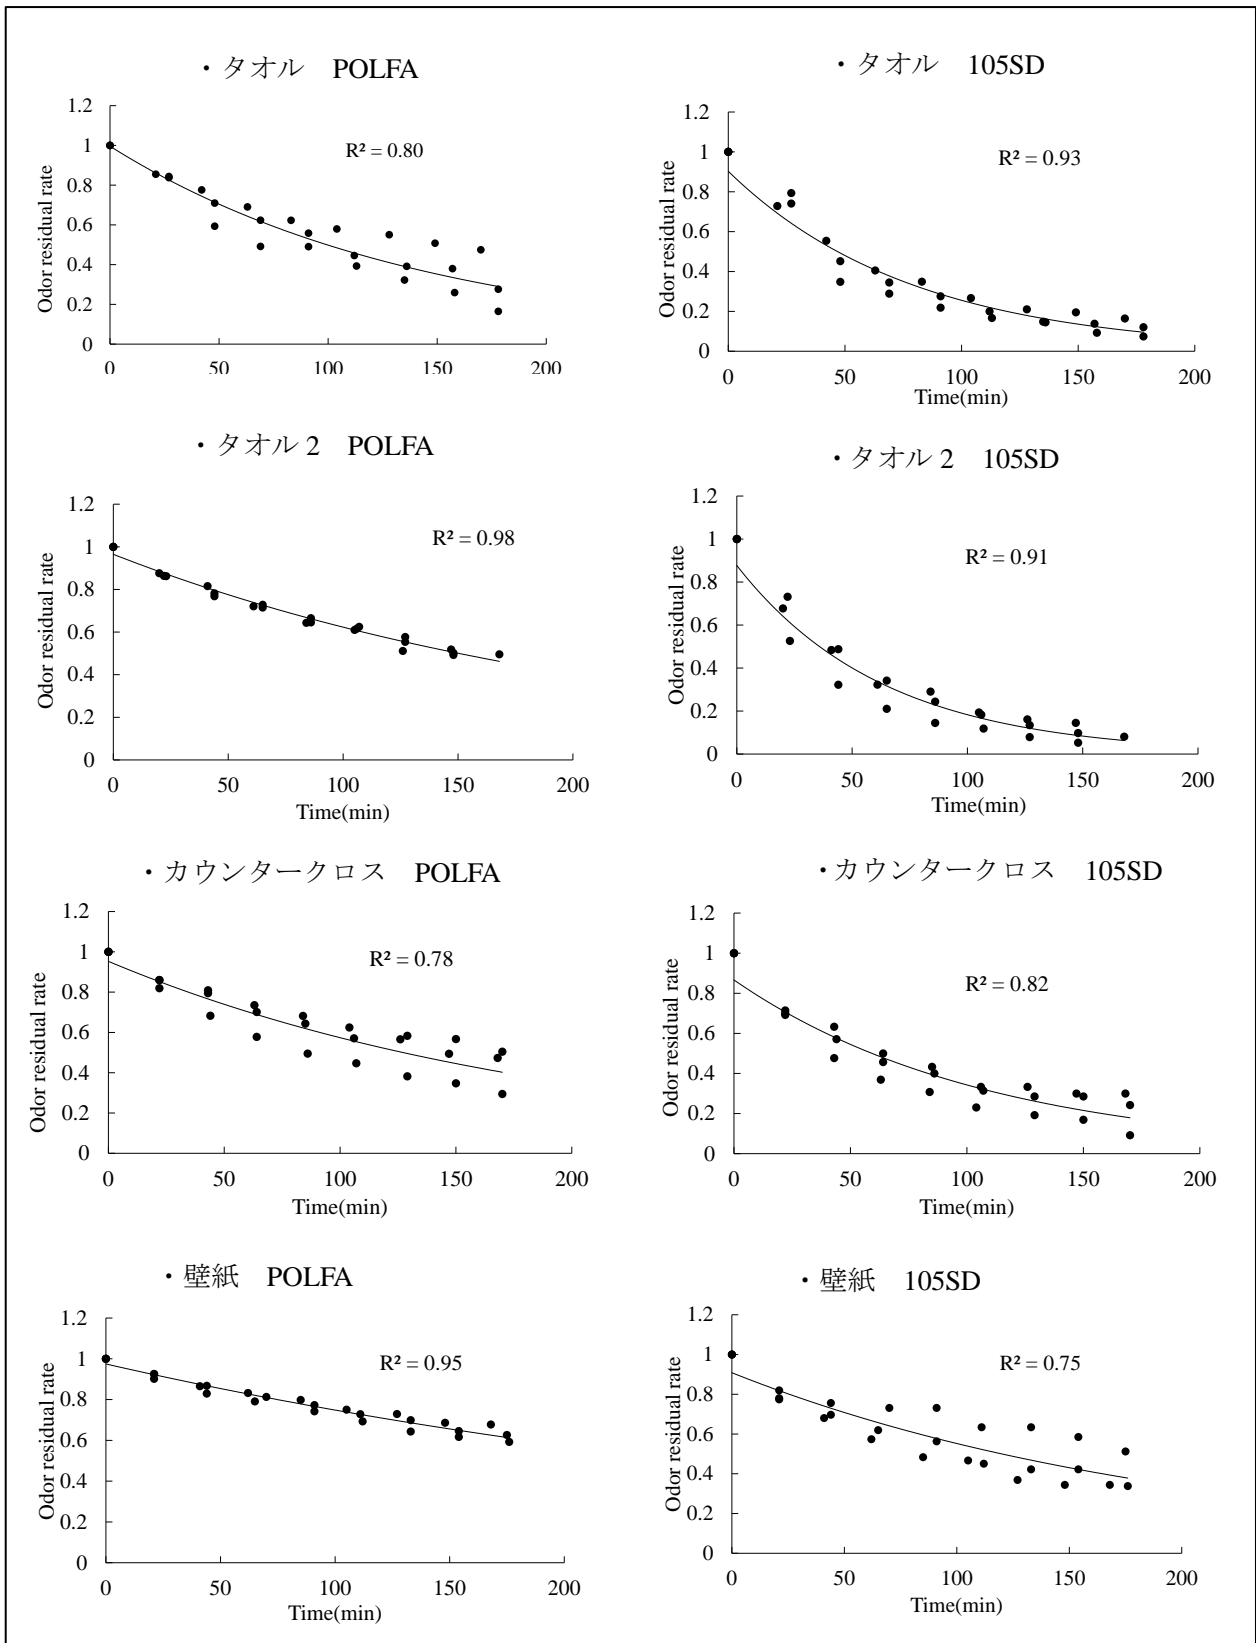 ・タオル　POLFA
1.2
1
0.8
0.6
0.4
0.2
0
Odor residual rate
R² = 0.80
0 50 100 150 200
・タオル　105SD
1.2
1
0.8
0.6
0.4
0.2
0
Odor residual rate
R² = 0.93
0 50 100 150 200
Time(min)
・タオル 2　POLFA
1.2
1
0.8
0.6
0.4
0.2
0
Odor residual rate
R² = 0.98
0 50 100 150 200
Time(min)
・タオル 2　105SD
1.2
1
0.8
0.6
0.4
0.2
0
Odor residual rate
R² = 0.91
0 50 100 150 200
Time(min)
・カウンタークロス　POLFA
1.2
1
0.8
0.6
0.4
0.2
0
Odor residual rate
R² = 0.78
0 50 100 150 200
Time(min)
・カウンタークロス　105SD
1.2
1
0.8
0.6
0.4
0.2
0
Odor residual rate
R² = 0.82
0 50 100 150 200
Time(min)
・壁紙　POLFA
1.2
1
0.8
0.6
0.4
0.2
0
Odor residual rate
R² = 0.95
0 50 100 150 200
Time(min)
・壁紙　105SD
1.2
1
0.8
0.6
0.4
0.2
0
Odor residual rate
R² = 0.75
0 50 100 150 200
Time(min)